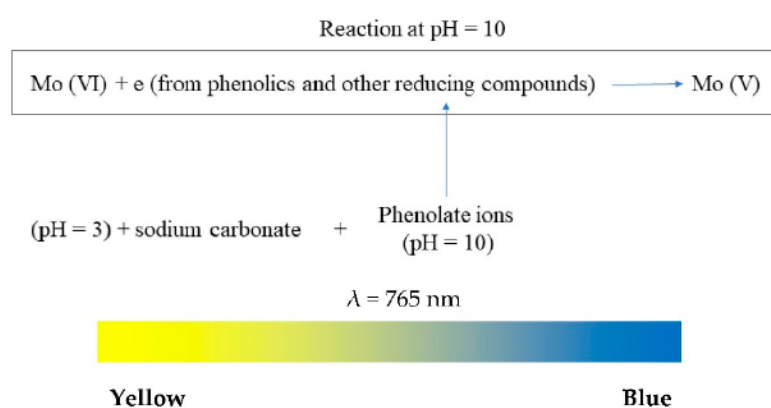 Reaction at pH = 10
Mo (VI) + e (from phenolics and other reducing compounds) → Mo (V)
(pH = 3) + sodium carbonate + Phenolate ions
(pH = 10)
λ = 765 nm
Yellow Blue